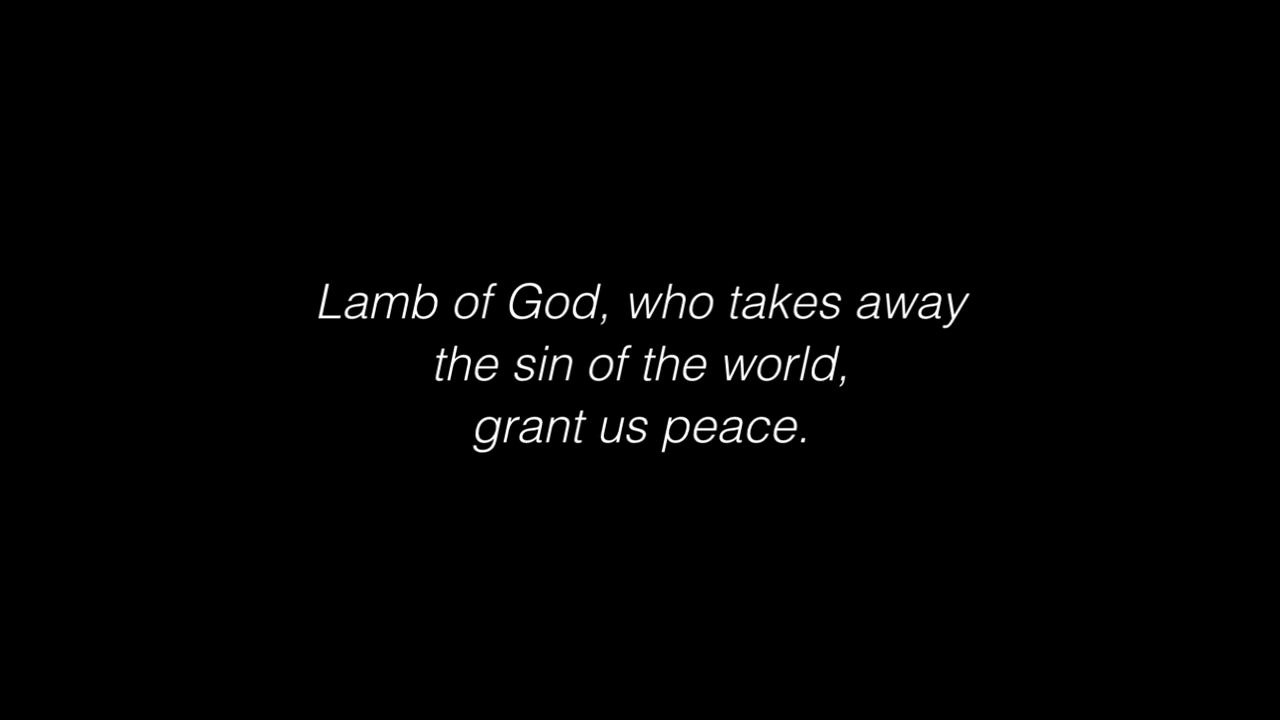 Lamb of God, who takes away
the sin of the world,
grant us peace.